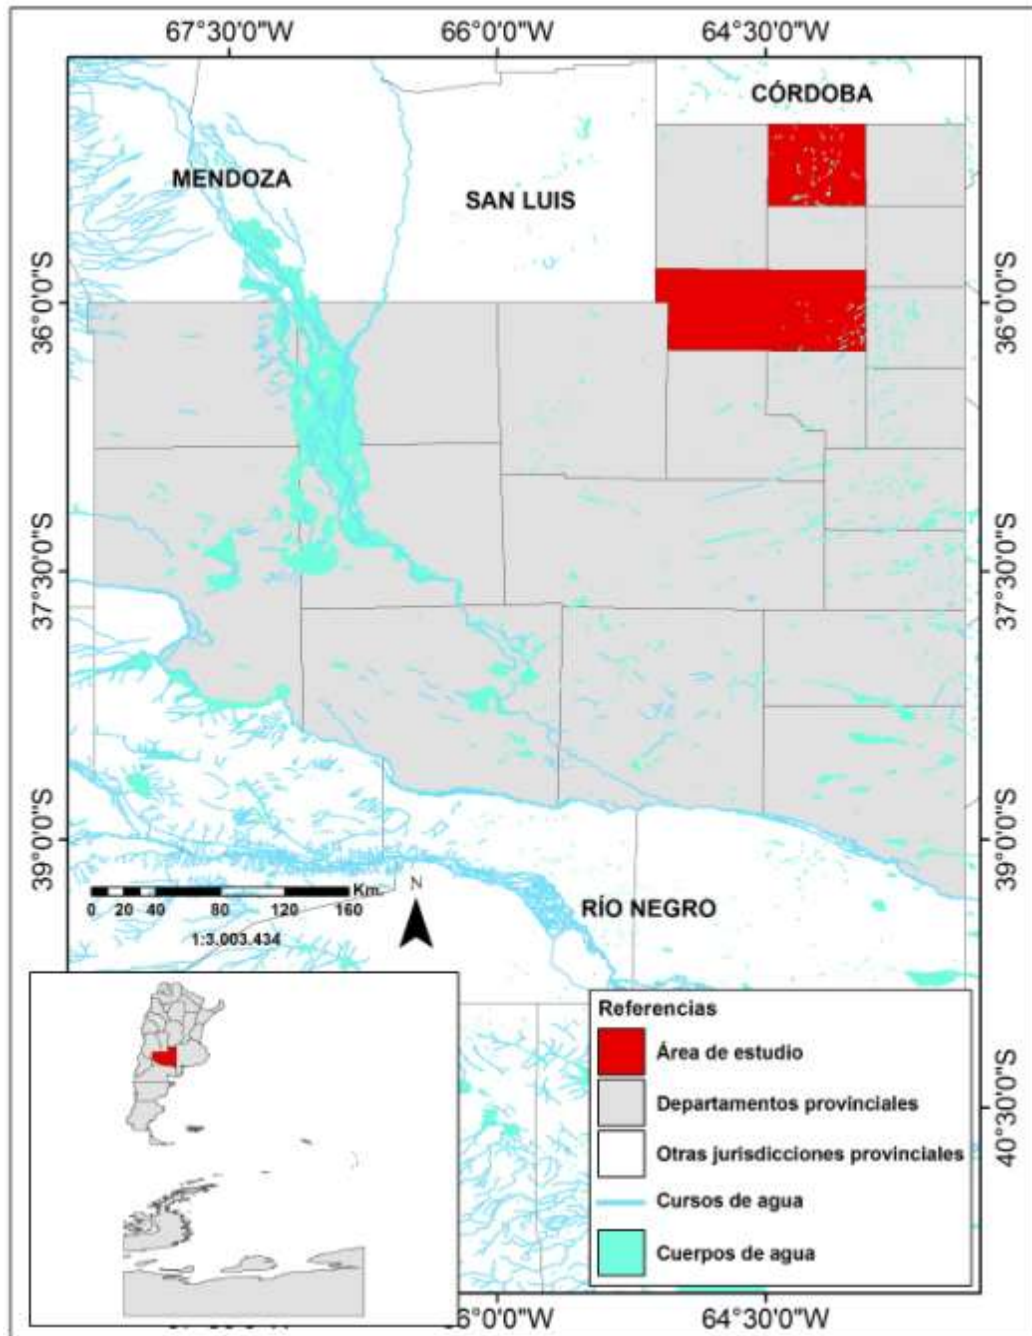 67°30'0"W 66°0'0"W 64°30'0"W
CÓRDOBA
MENDOZA
SAN LUIS
36°0'0"S 36°0'0"S
37°30'0"S 37°30'0"S
39°0'0"S 39°0'0"S
Km.
0 20 40 80 120 160
1:3.003.434
N
RÍO NEGRO
Referencias
Área de estudio
Departamentos provinciales
Otras jurisdicciones provinciales
Cursos de agua
Cuerpos de agua
40°30'0"S
66°0'0"W 64°30'0"W